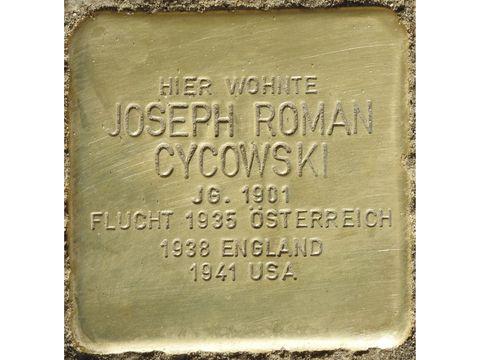 HIER WOHNTE
JOSEPH ROMAN
CYCOWSKI
JG. 1901
FLUCHT 1935 ÖSTERREICH
1938 ENGLAND
1941 USA